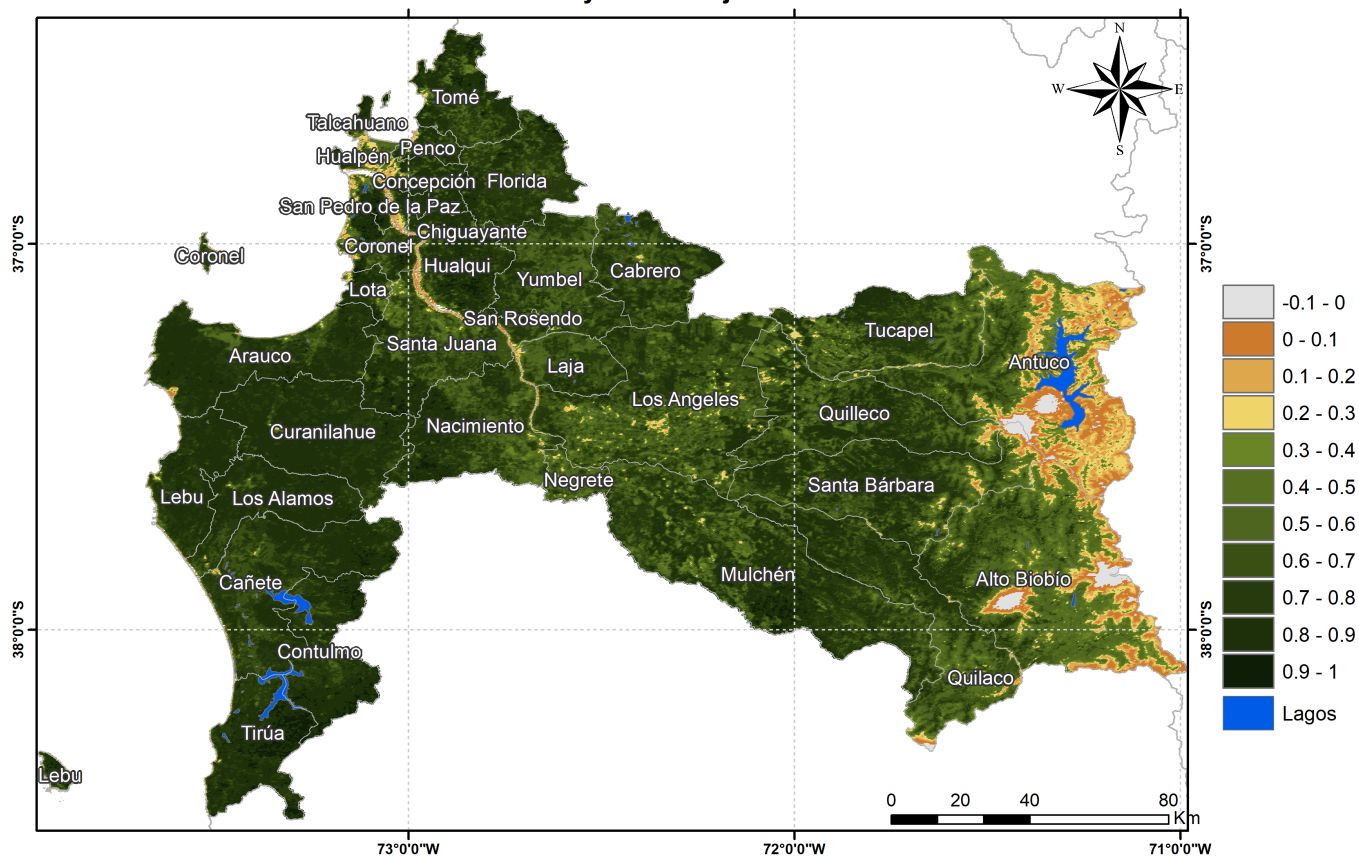 N
W
E
S
Tomé
Talcahuano
Penco
Hualpén
Concepción
Florida
San Pedro de la Paz
Chiguayante
Coronel
Coronel
Hualqui
Cabrero
Yumbel
Lota
San Rosendo
Tucapel
Santa Juana
Arauco
Laja
Antuco
Los Angeles
Quilleco
Nacimiento
Curanilahue
Negrete
Santa Bárbara
Lebu
Los Alamos
Mulchén
Alto Biobío
Cañete
Contulmo
Quilaco
Tirúa
Lebu
37°0'0"S
37°0'0"S
38°0'0"S
38°0'0"S
73°0'0"W
72°0'0"W
71°0'0"W
0 20 40 80
Km
-0.1 - 0
0 - 0.1
0.1 - 0.2
0.2 - 0.3
0.3 - 0.4
0.4 - 0.5
0.5 - 0.6
0.6 - 0.7
0.7 - 0.8
0.8 - 0.9
0.9 - 1
Lagos